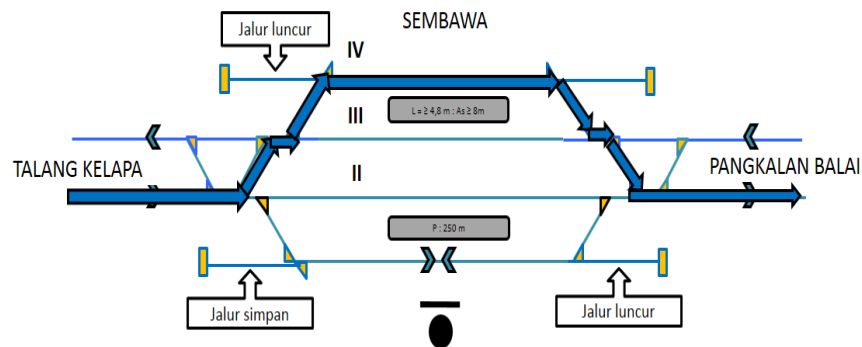 SEMBAWA
Jalur luncur
IV
L = ≥ 4,8 m : As ≥ 8m
III
TALANG KELAPA
PANGKALAN BALAI
II
P : 250 m
Jalur simpan
Jalur luncur